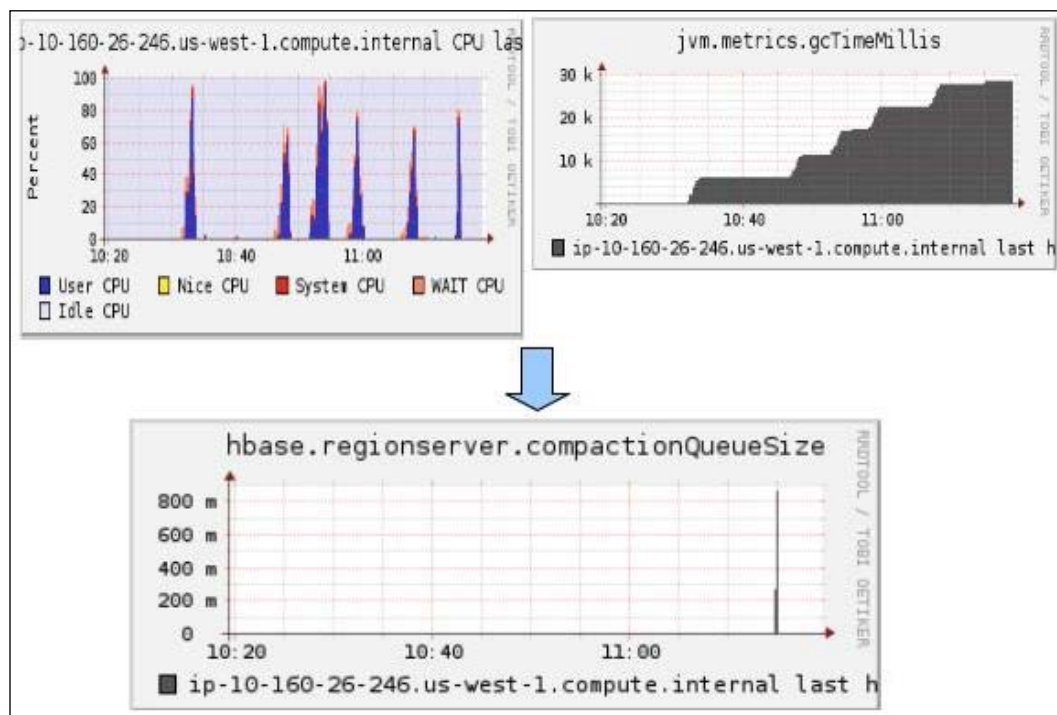 ip-10-160-26-246.us-west-1.compute.internal CPU las
RRDTOOL / TOBI OETIKER
Percent
100
80
60
40
20
0
10:20 10:40 11:00
User CPU Nice CPU System CPU WAIT CPU
Idle CPU
jvm.metrics.gcTimeMillis
RRDTOOL / TOBI OETIKER
30 k
20 k
10 k
10:20 10:40 11:00
ip-10-160-26-246.us-west-1.compute.internal last h
hbase.regionserver.compactionQueueSize
RRDTOOL / TOBI OETIKER
800 m
600 m
400 m
200 m
0
10:20 10:40 11:00
ip-10-160-26-246.us-west-1.compute.internal last h